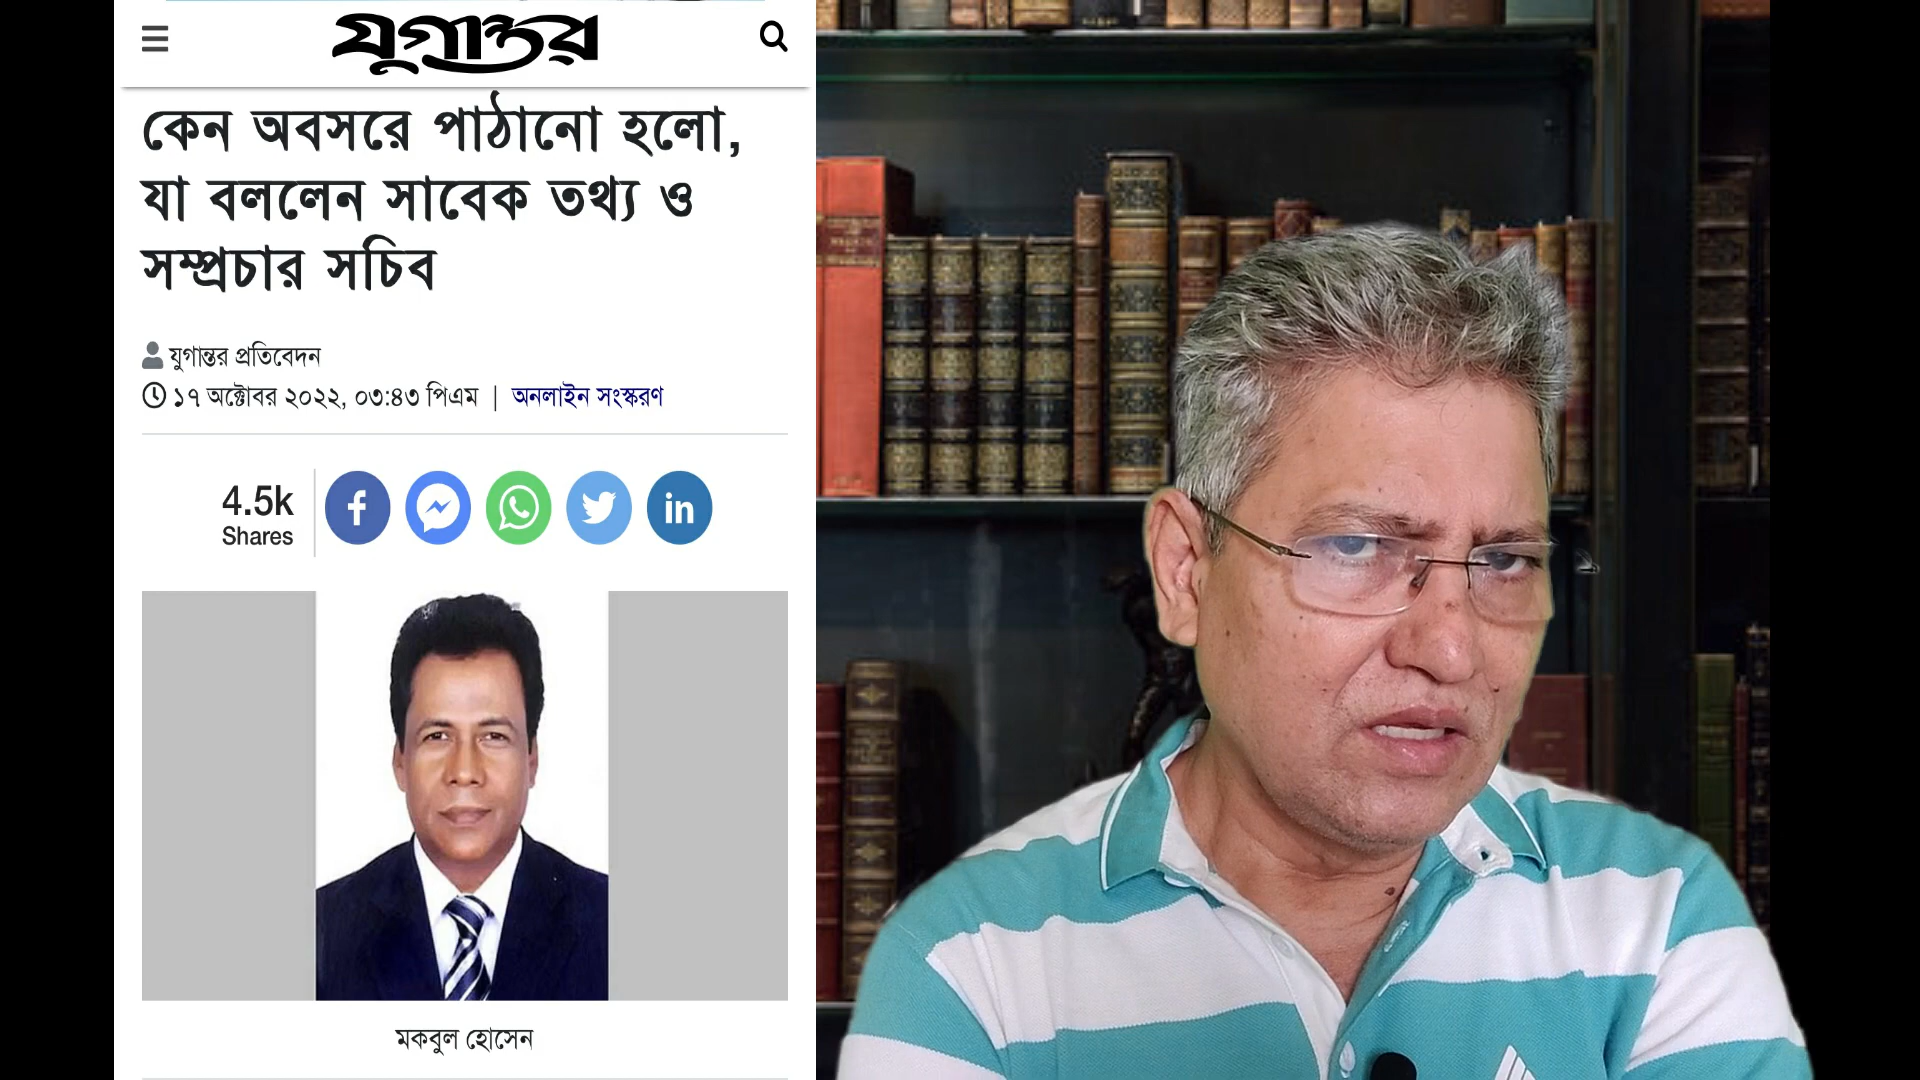 যুগান্তর
কেন অবসরে পাঠানো হলো,
যা বললেন সাবেক তথ্য ও
সম্প্রচার সচিব
যুগান্তর প্রতিবেদন
১৭ অক্টোবর ২০২২, ০৩:৪৩ পিএম | অনলাইন সংস্করণ
4.5k
Shares
মকবুল হোসেন